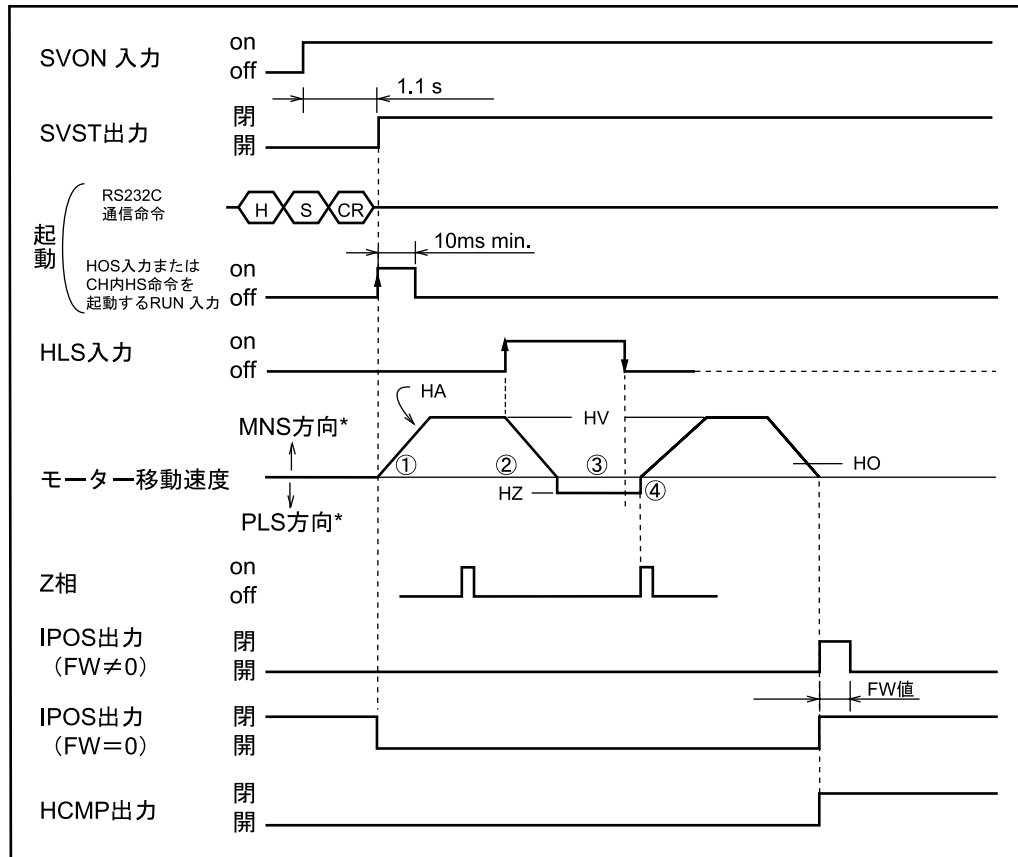 SVON 入力
on
off
1.1 s
SVST出力
閉
開
起動
RS232C
通信命令
H
S
CR
HOS入力または
CH内HS命令を
起動するRUN 入力
on
off
10ms min.
HLS入力
on
off
HA
MNS方向*
HV
モーター移動速度
①
②
③
HO
HZ
④
PLS方向*
Z相
on
off
IPOS出力
（FW≠0）
閉
開
FW値
IPOS出力
（FW＝0）
閉
開
HCMP出力
閉
開